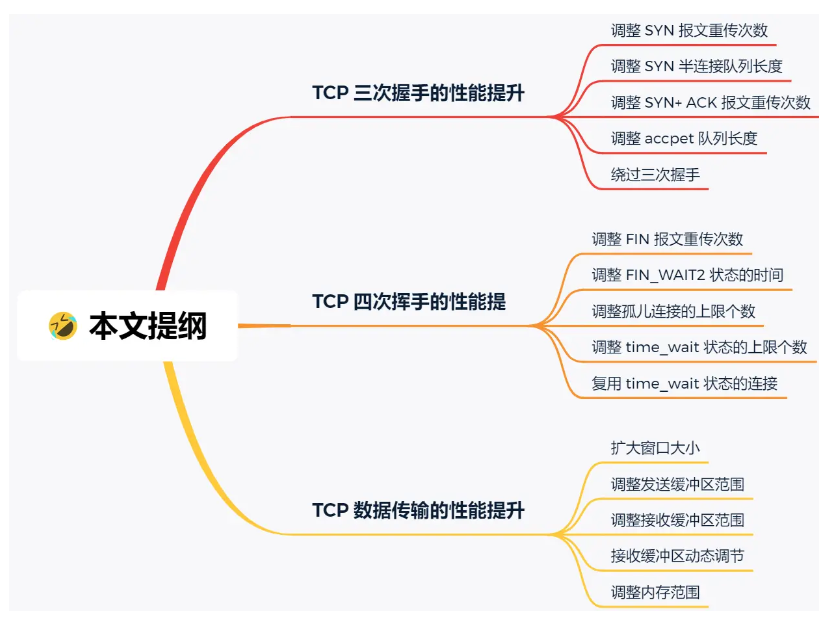 本文提纲
TCP 三次握手的性能提升
调整 SYN 报文重传次数
调整 SYN 半连接队列长度
调整 SYN+ ACK 报文重传次数
调整 accpet 队列长度
绕过三次握手
TCP 四次挥手的性能提
调整 FIN 报文重传次数
调整 FIN_WAIT2 状态的时间
调整孤儿连接的上限个数
调整 time_wait 状态的上限个数
复用 time_wait 状态的连接
TCP 数据传输的性能提升
扩大窗口大小
调整发送缓冲区范围
调整接收缓冲区范围
接收缓冲区动态调节
调整内存范围